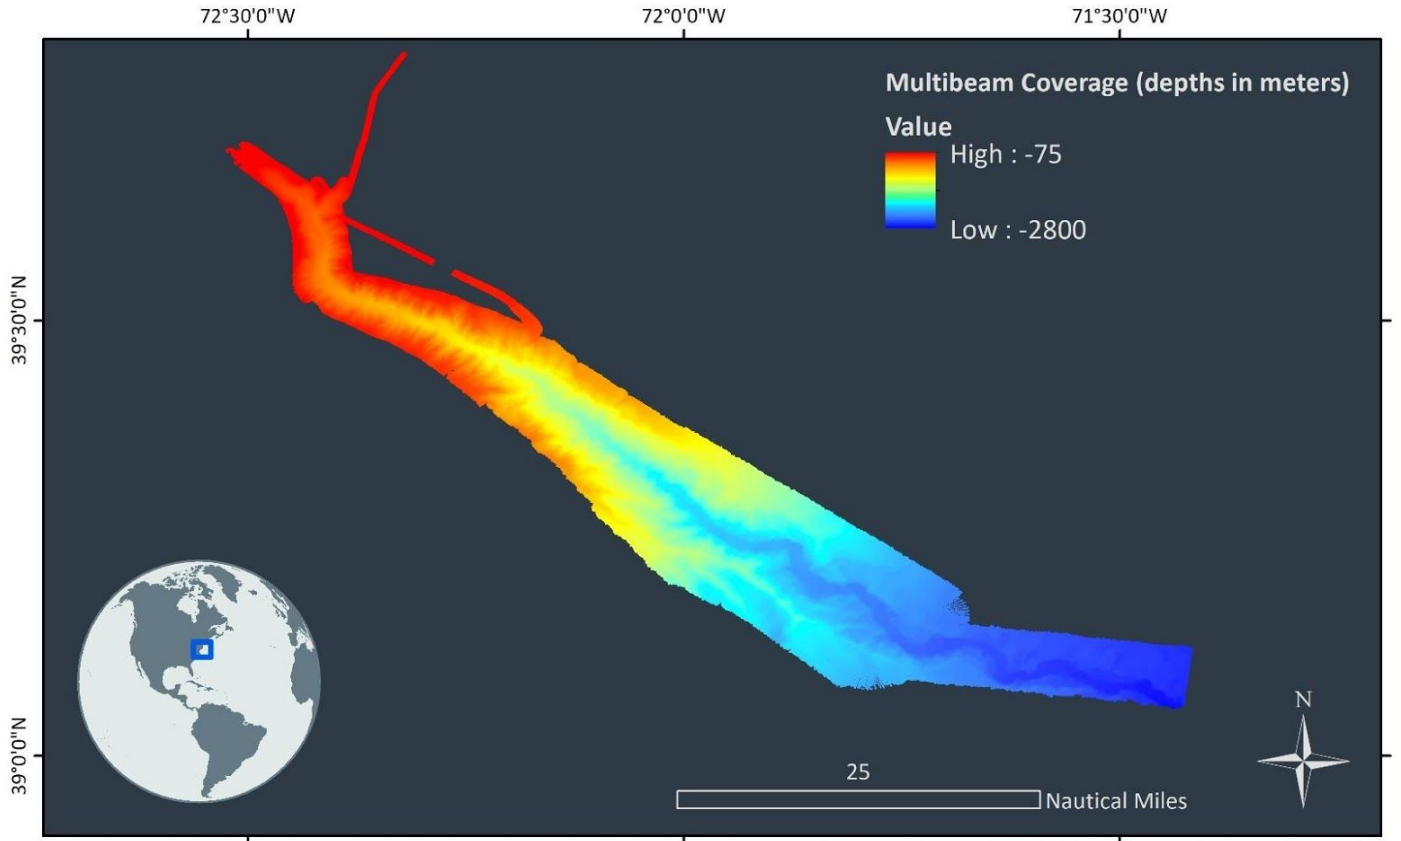 72°30'0"W
72°0'0"W
71°30'0"W
Multibeam Coverage (depths in meters)
Value
High : -75
Low : -2800
39°30'0"N
39°0'0"N
N
25
Nautical Miles